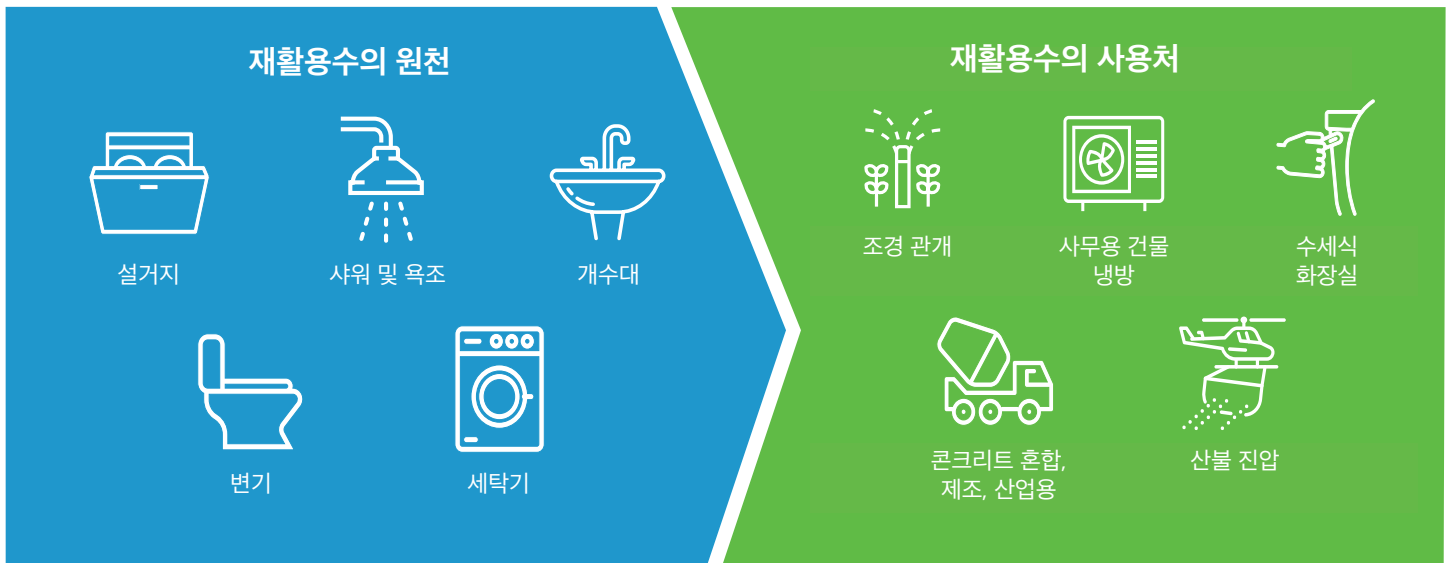 재활용수의 원천
설거지
샤워 및 욕조
개수대
변기
세탁기
재활용수의 사용처
조경 관개
사무용 건물
냉방
수세식
화장실
콘크리트 혼합,
제조, 산업용
산불 진압